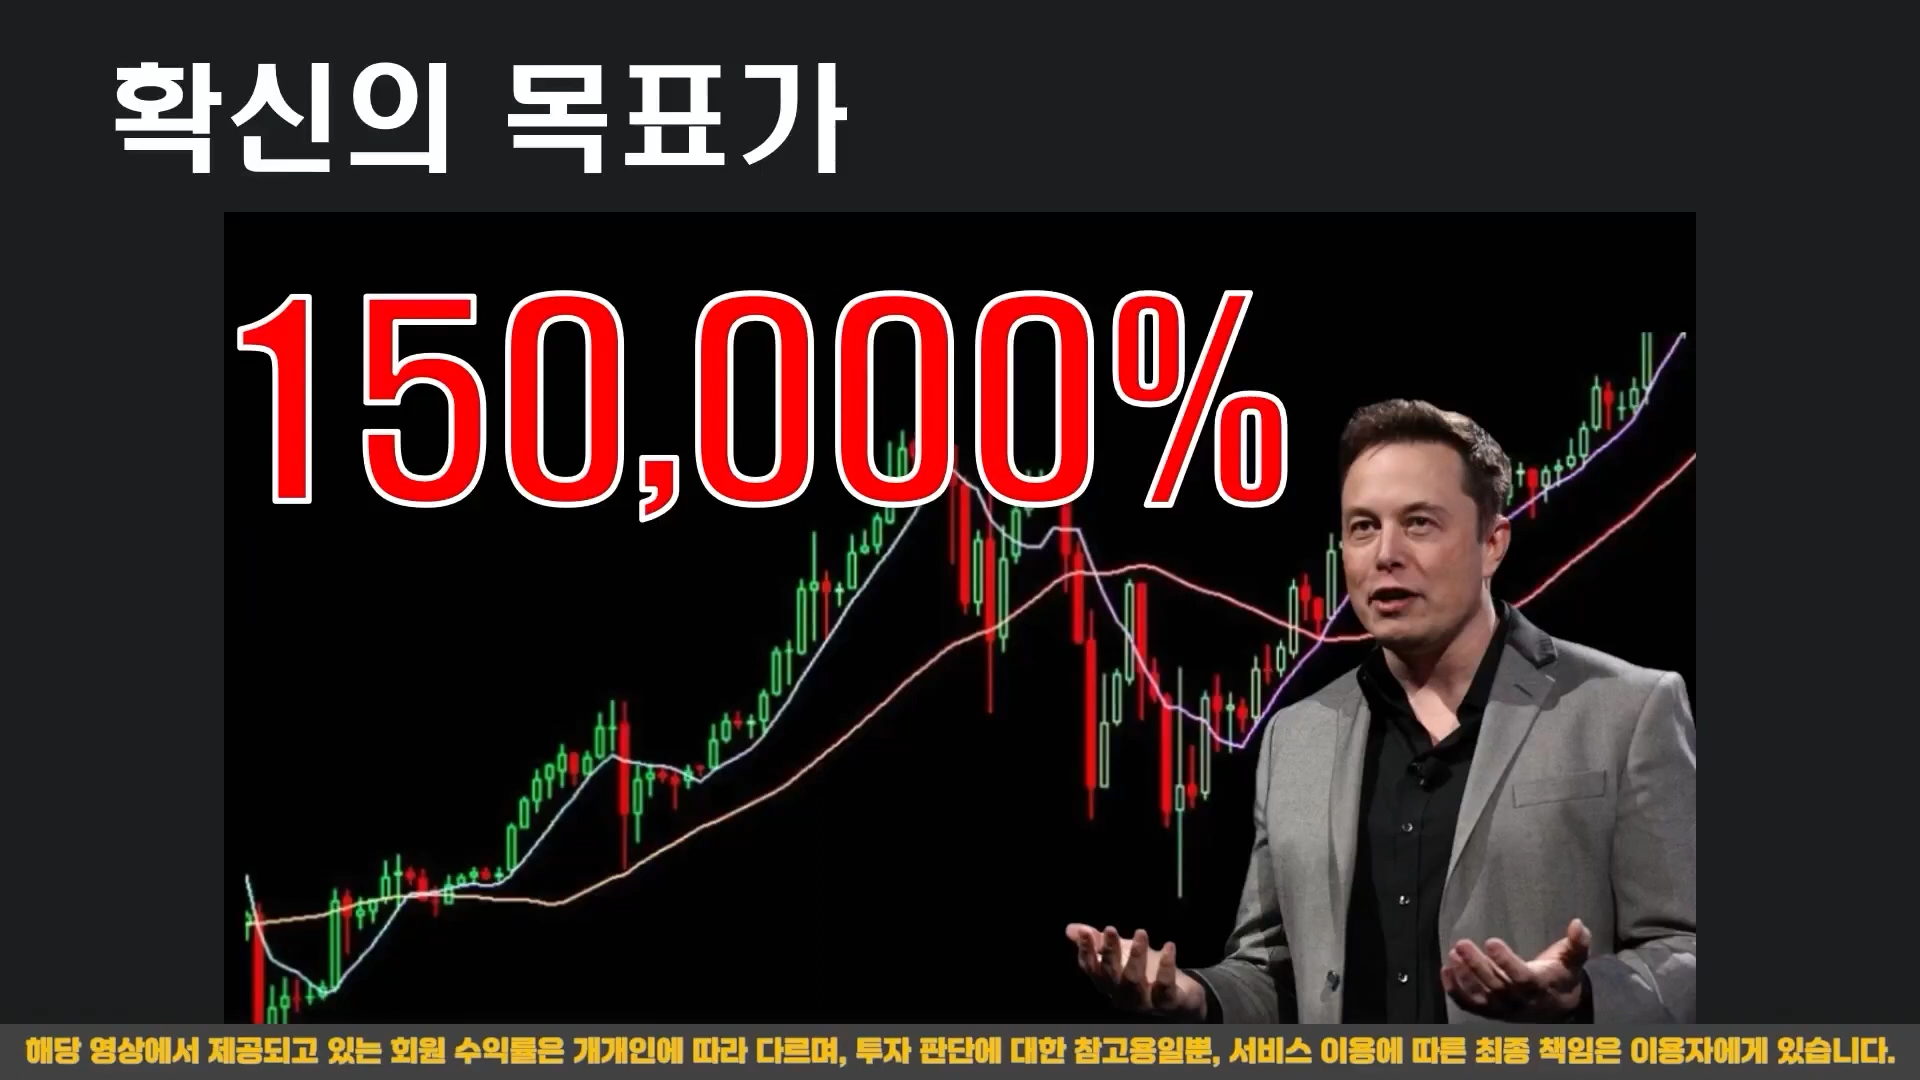 확신의 목표가
150,000%
해당 영상에서 제공되고 있는 회원 수익률은 개개인에 따라 다르며, 투자 판단에 대한 참고용일뿐, 서비스 이용에 따른 최종 책임은 이용자에게 있습니다.